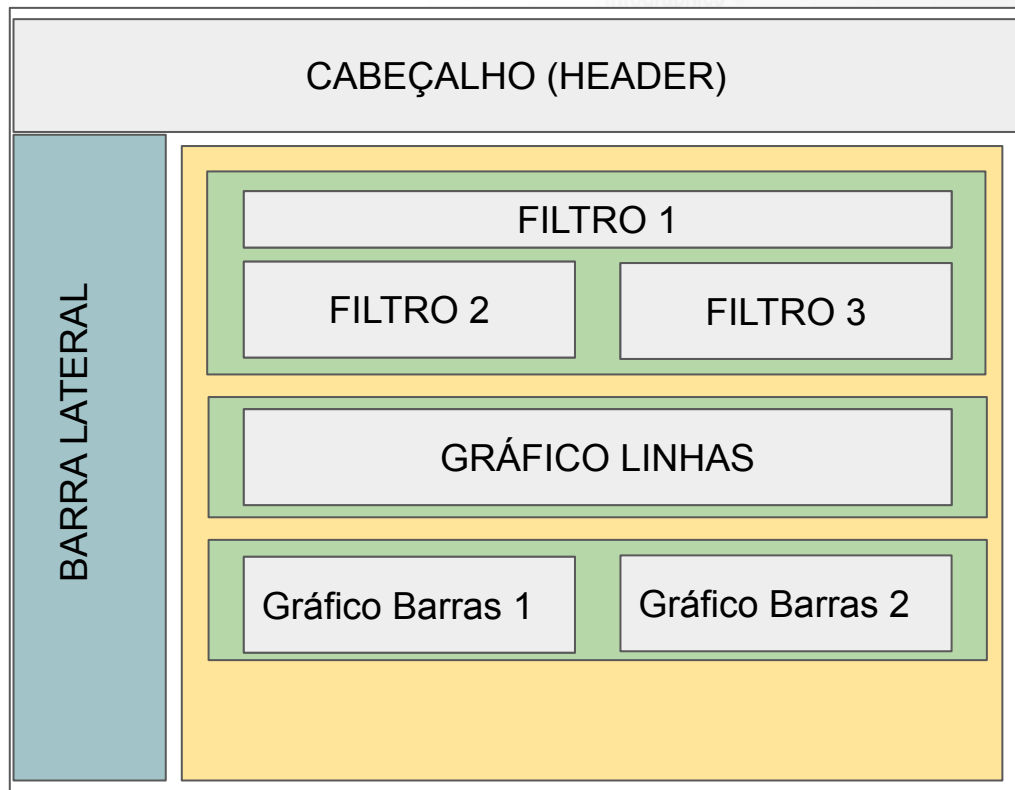 CABEÇALHO (HEADER)
BARRA LATERAL
FILTRO 1
FILTRO 2
FILTRO 3
GRÁFICO LINHAS
Gráfico Barras 1
Gráfico Barras 2